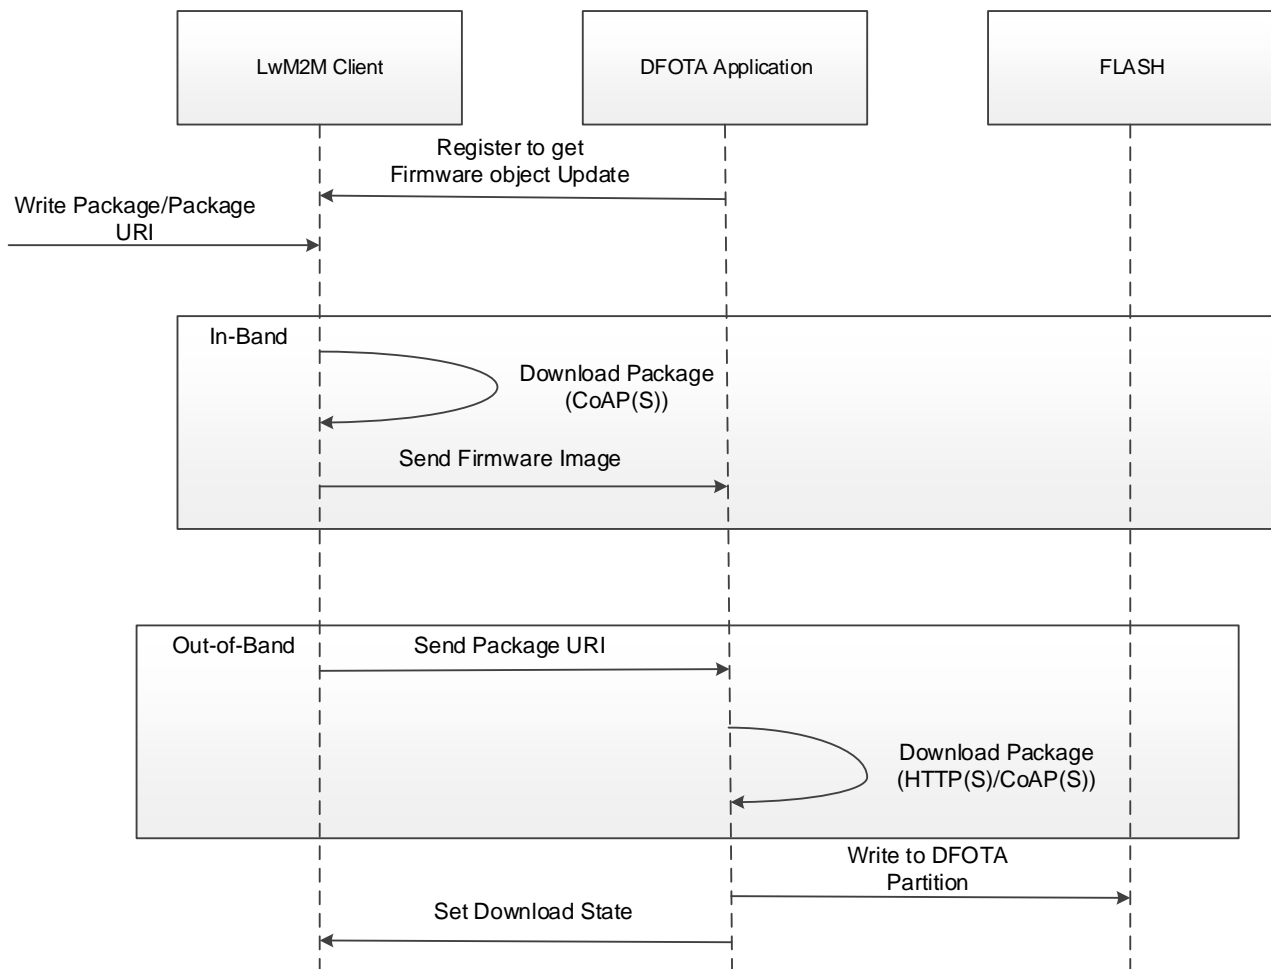 LwM2M Client
DFOTA Application
FLASH
Register to get
Firmware object Update
Write Package/Package
URI
In-Band
Download Package
(CoAP(S))
Send Firmware Image
Out-of-Band
Send Package URI
Download Package
(HTTP(S)/CoAP(S))
Write to DFOTA
Partition
Set Download State